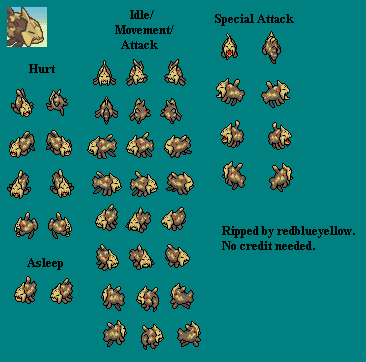 Idle/
Movement/
Attack
Special Attack
Hurt
Asleep
Ripped by redblueyellow.
No credit needed.